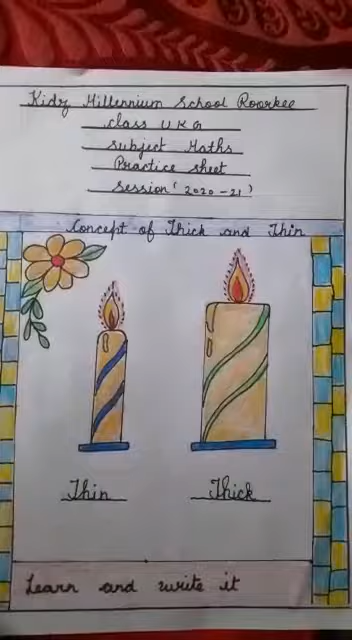 Kidz Millennium School Roorkee
Class U K G
Subject Maths
Practice sheet
Session (2020-21)
Concept of Thick and Thin
Thin Thick
Learn and write it